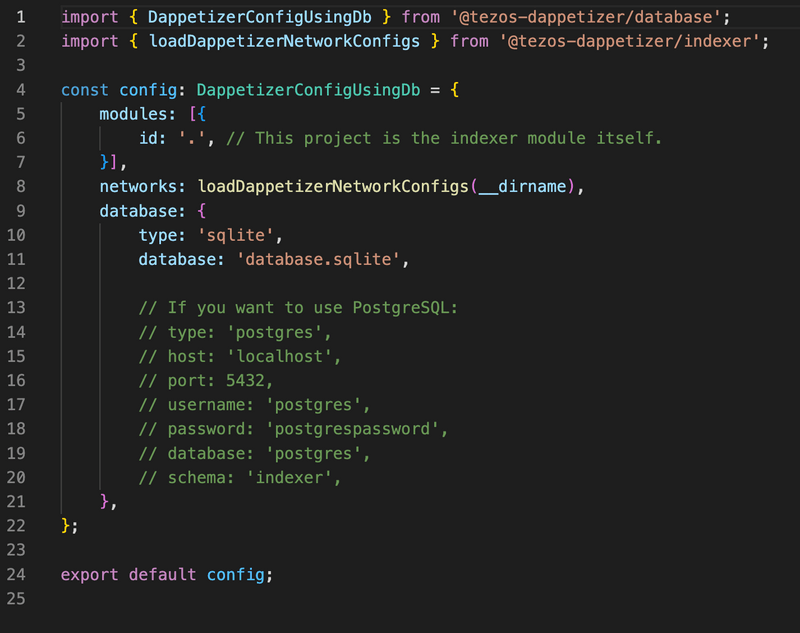 1 import { DappetizerConfigUsingDb } from '@tezos-dappetizer/database';
2 import { loadDappetizerNetworkConfigs } from '@tezos-dappetizer/indexer';
3
4 const config: DappetizerConfigUsingDb = {
5     modules: [{
6         id: '.', // This project is the indexer module itself.
7     }],
8     networks: loadDappetizerNetworkConfigs(__dirname),
9     database: {
10         type: 'sqlite',
11         database: 'database.sqlite',
12
13         // If you want to use PostgreSQL:
14         // type: 'postgres',
15         // host: 'localhost',
16         // port: 5432,
17         // username: 'postgres',
18         // password: 'postgrespassword',
19         // database: 'postgres',
20         // schema: 'indexer',
21     },
22 };
23
24 export default config;
25